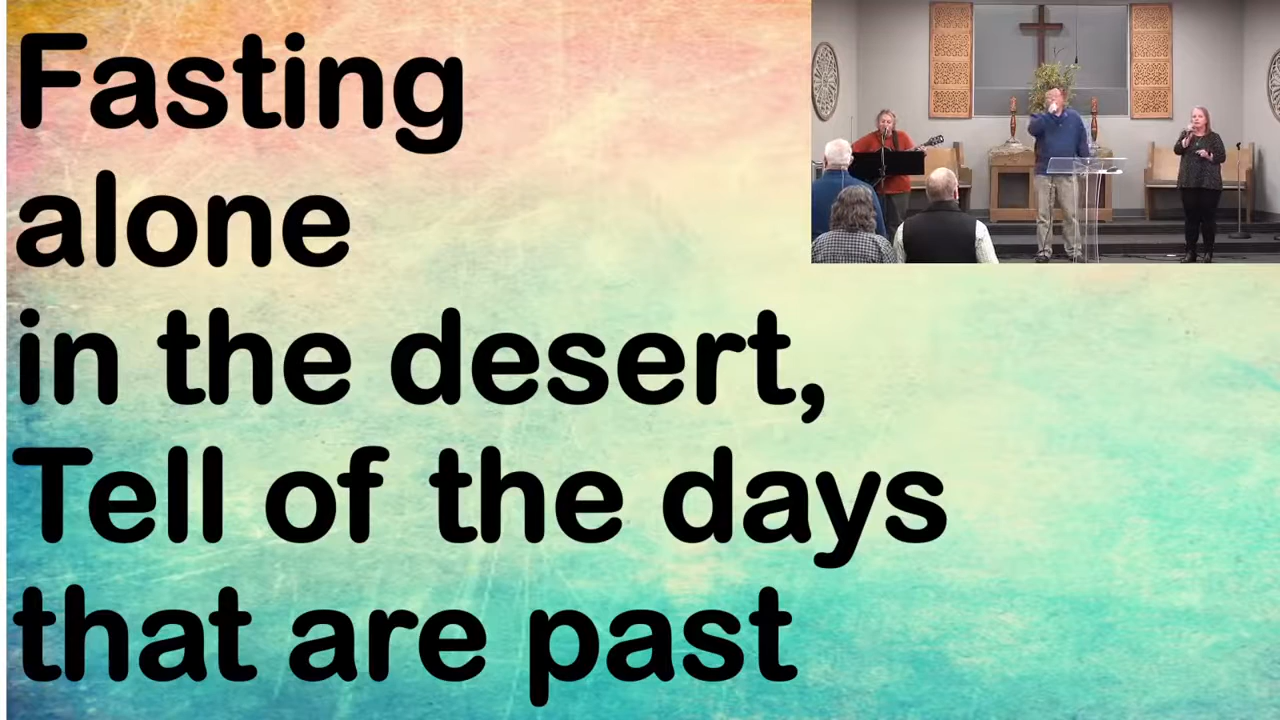 Fasting
alone
in the desert,
Tell of the days
that are past